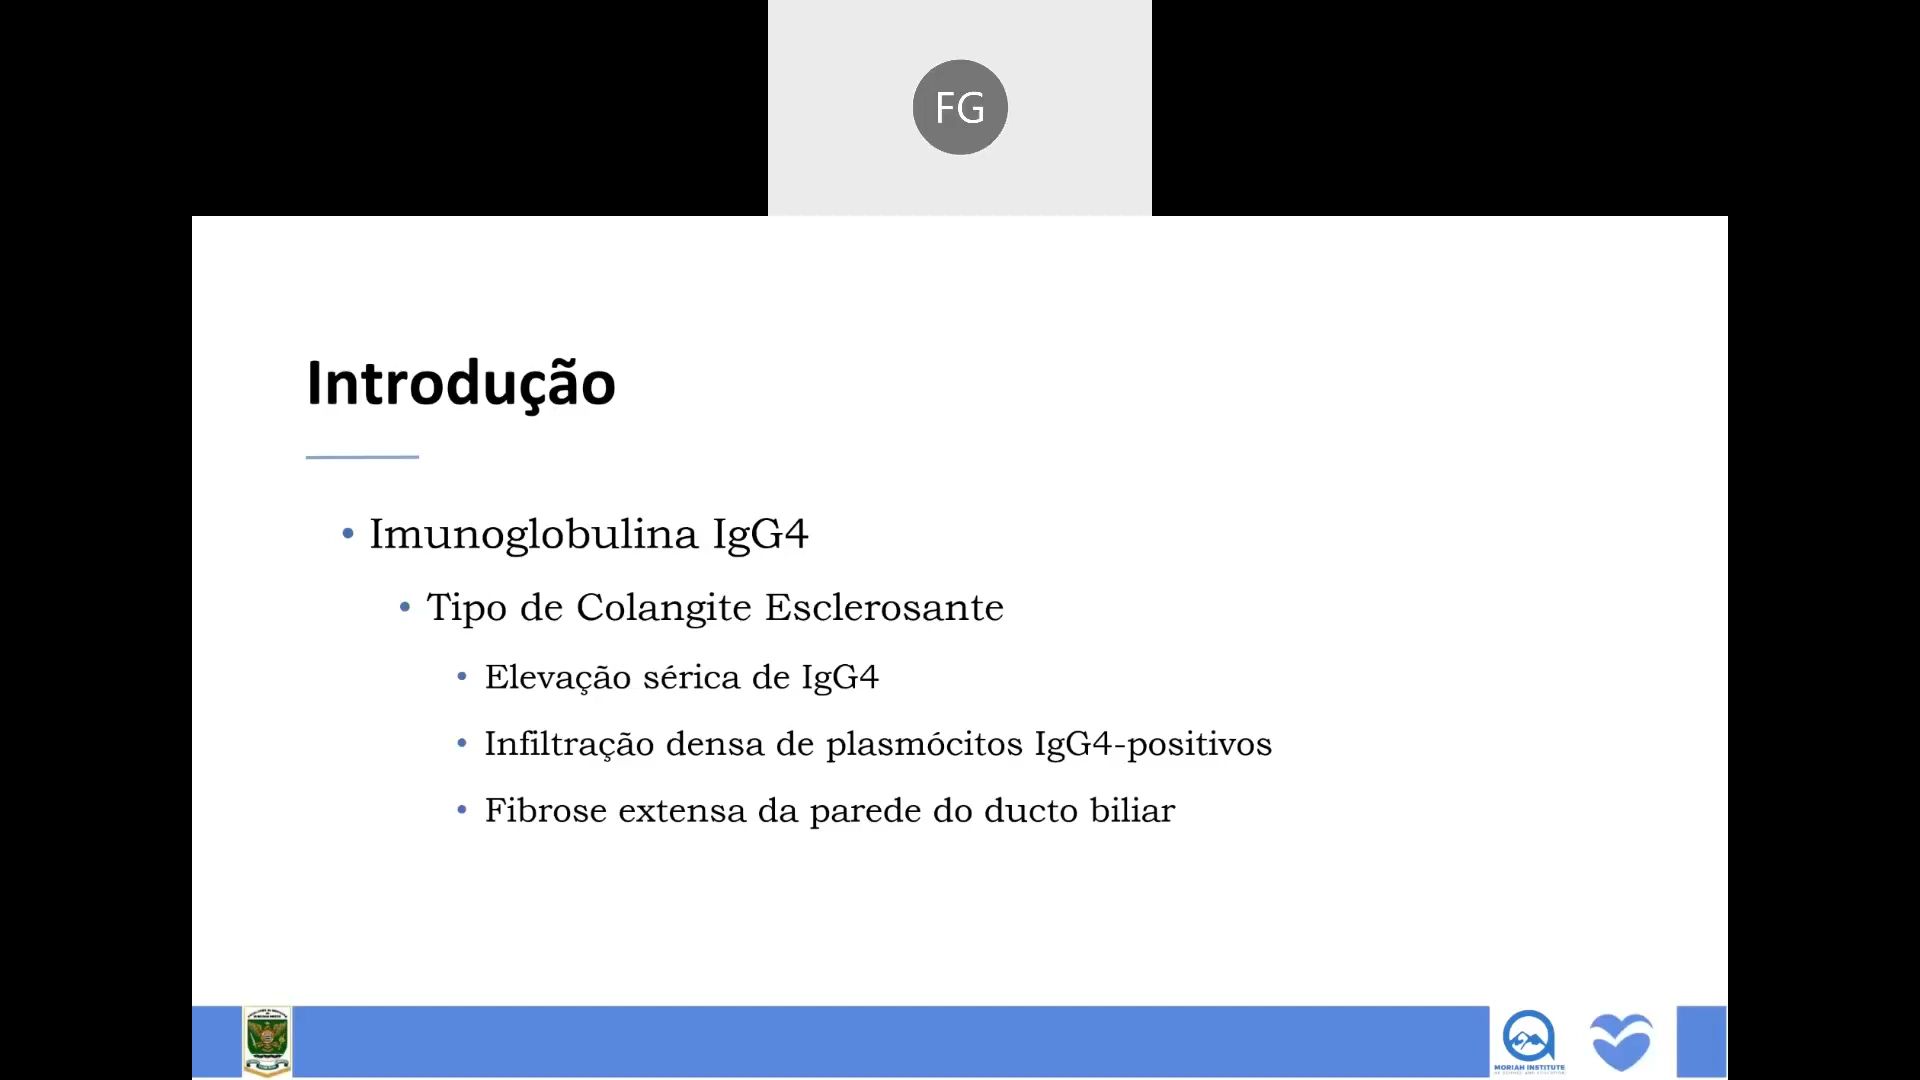 FG
Introdução
• Imunoglobulina IgG4
• Tipo de Colangite Esclerosante
• Elevação sérica de IgG4
• Infiltração densa de plasmócitos IgG4-positivos
• Fibrose extensa da parede do ducto biliar
MORIAH INSTITUTE